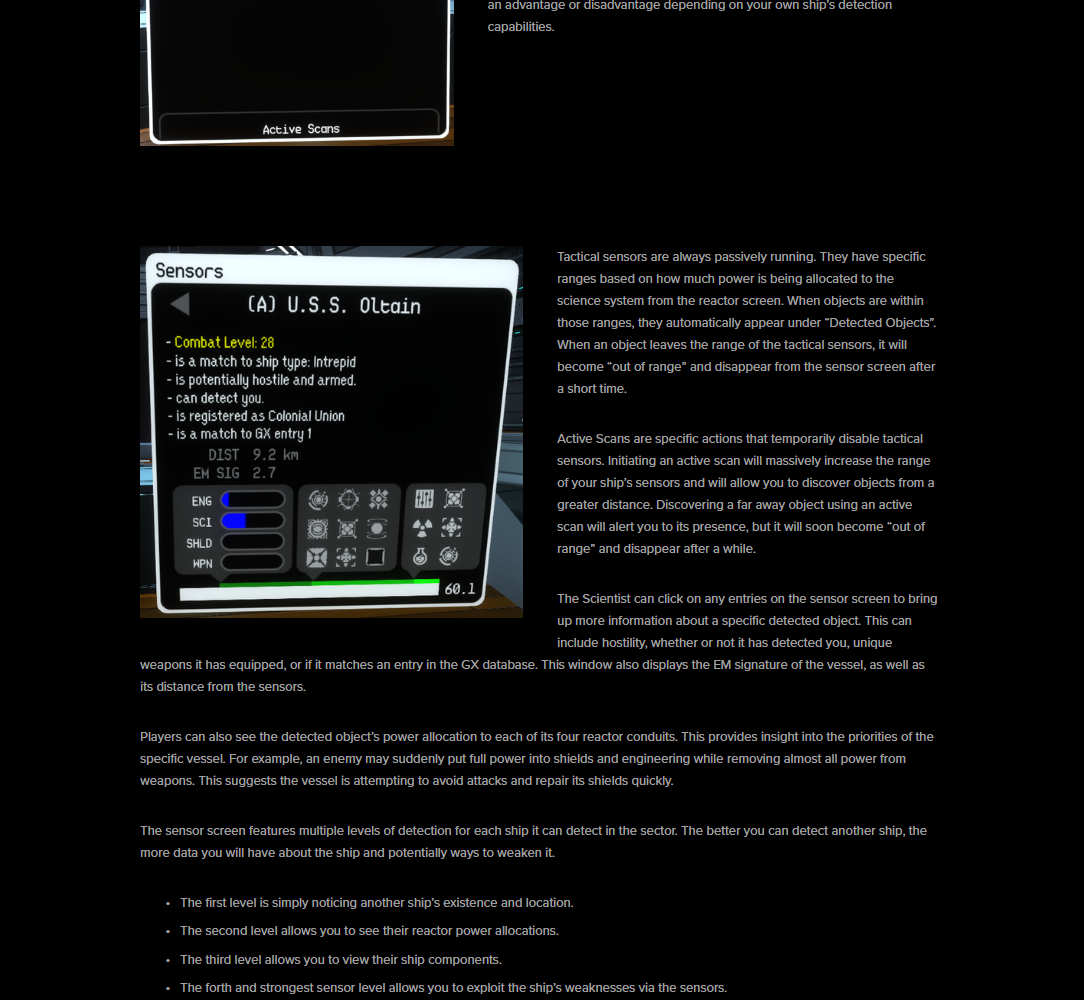 an advantage or disadvantage depending on your own ship's detection
capabilities.
Active Scans
Sensors
(A) U.S.S. Oltain
- Combat Level: 28
- is a match to ship type: Intrepid
- is potentially hostile and armed.
- can detect you.
- is registered as Colonial Union
- is a match to GX entry 1
DIST 9.2 km
EM SIG 2.7
ENG
SCI
SHLD
WPN
60.1
Tactical sensors are always passively running. They have specific
ranges based on how much power is being allocated to the
science system from the reactor screen. When objects are within
those ranges, they automatically appear under “Detected Objects”.
When an object leaves the range of the tactical sensors, it will
become “out of range” and disappear from the sensor screen after
a short time.
Active Scans are specific actions that temporarily disable tactical
sensors. Initiating an active scan will massively increase the range
of your ship's sensors and will allow you to discover objects from a
greater distance. Discovering a far away object using an active
scan will alert you to its presence, but it will soon become “out of
range” and disappear after a while.
The Scientist can click on any entries on the sensor screen to bring
up more information about a specific detected object. This can
include hostility, whether or not it has detected you, unique
weapons it has equipped, or if it matches an entry in the GX database. This window also displays the EM signature of the vessel, as well as
its distance from the sensors.
Players can also see the detected object's power allocation to each of its four reactor conduits. This provides insight into the priorities of the
specific vessel. For example, an enemy may suddenly put full power into shields and engineering while removing almost all power from
weapons. This suggests the vessel is attempting to avoid attacks and repair its shields quickly.
The sensor screen features multiple levels of detection for each ship it can detect in the sector. The better you can detect another ship, the
more data you will have about the ship and potentially ways to weaken it.
• The first level is simply noticing another ship's existence and location.
• The second level allows you to see their reactor power allocations.
• The third level allows you to view their ship components.
• The forth and strongest sensor level allows you to exploit the ship's weaknesses via the sensors.